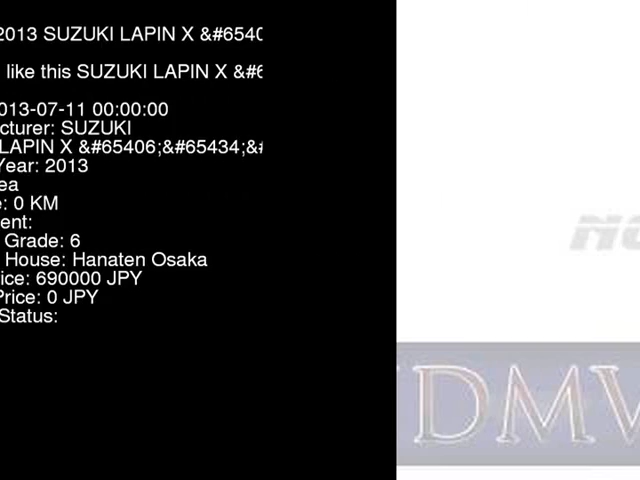 2013 SUZUKI LAPIN X &#6540
like this SUZUKI LAPIN X &#6
013-07-11 00:00:00
cturer: SUZUKI
LAPIN X &#65406;&#65434;&#
Year: 2013
ea
e: 0 KM
ent:
Grade: 6
House: Hanaten Osaka
ice: 690000 JPY
Price: 0 JPY
Status:
NO
DMV